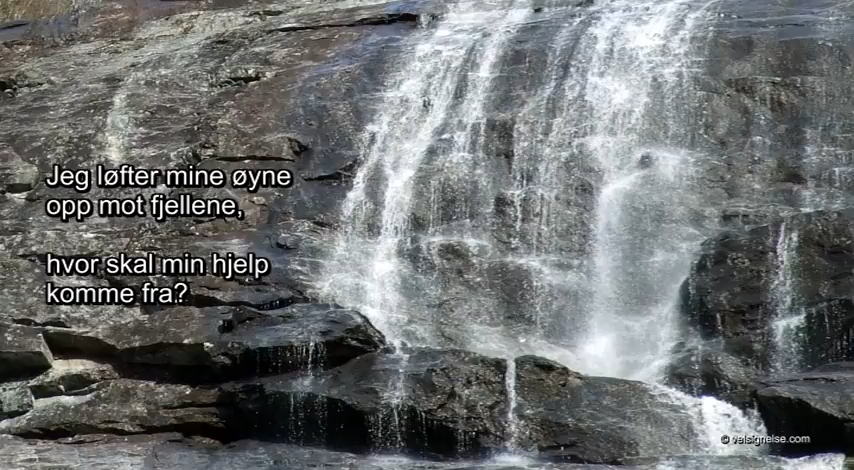 Jeg løfter mine øyne
opp mot fjellene,
hvor skal min hjelp
komme fra?
© velsignelse.com